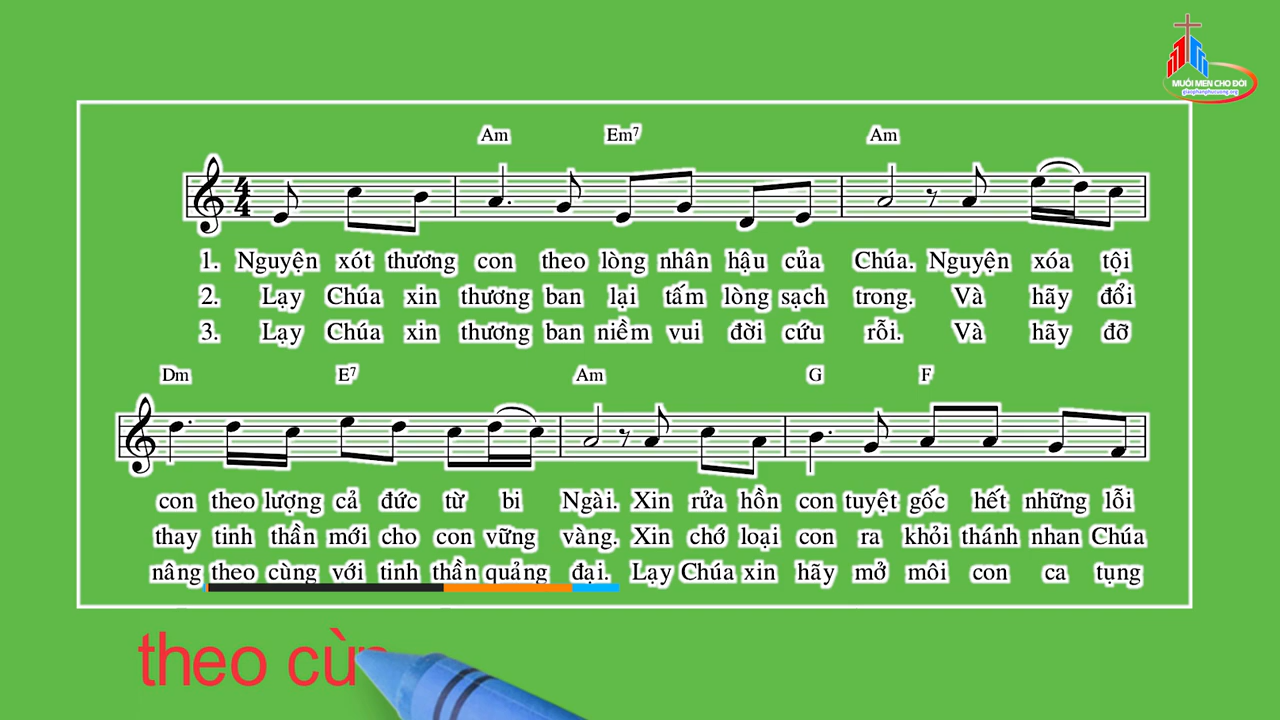 MUỐI MEN CHO ĐỜI
giaophanphucuong.org
Am Em7 Am
4 4
1. Nguyện xót thương con theo lòng nhân hậu của Chúa. Nguyện xóa tội
2. Lạy Chúa xin thương ban lại tấm lòng sạch trong. Và hãy đổi
3. Lạy Chúa xin thương ban niềm vui đời cứu rỗi. Và hãy đỡ
Dm E7 Am G F
con theo lượng cả đức từ bi Ngài. Xin rửa hồn con tuyệt gốc hết những lỗi
thay tinh thần mới cho con vững vàng. Xin chớ loại con ra khỏi thánh nhan Chúa
nâng theo cùng với tinh thần quảng đại. Lạy Chúa xin hãy mở môi con ca tụng
theo cùn